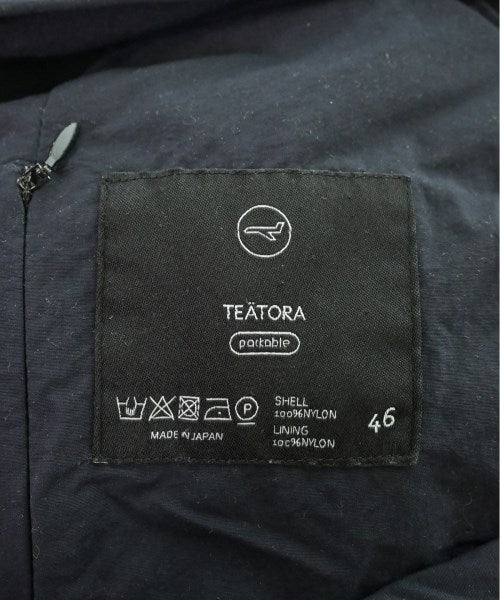 TEÄTORA
packable
P
SHELL
100%NYLON
LINING
100%NYLON
46
MADE IN JAPAN